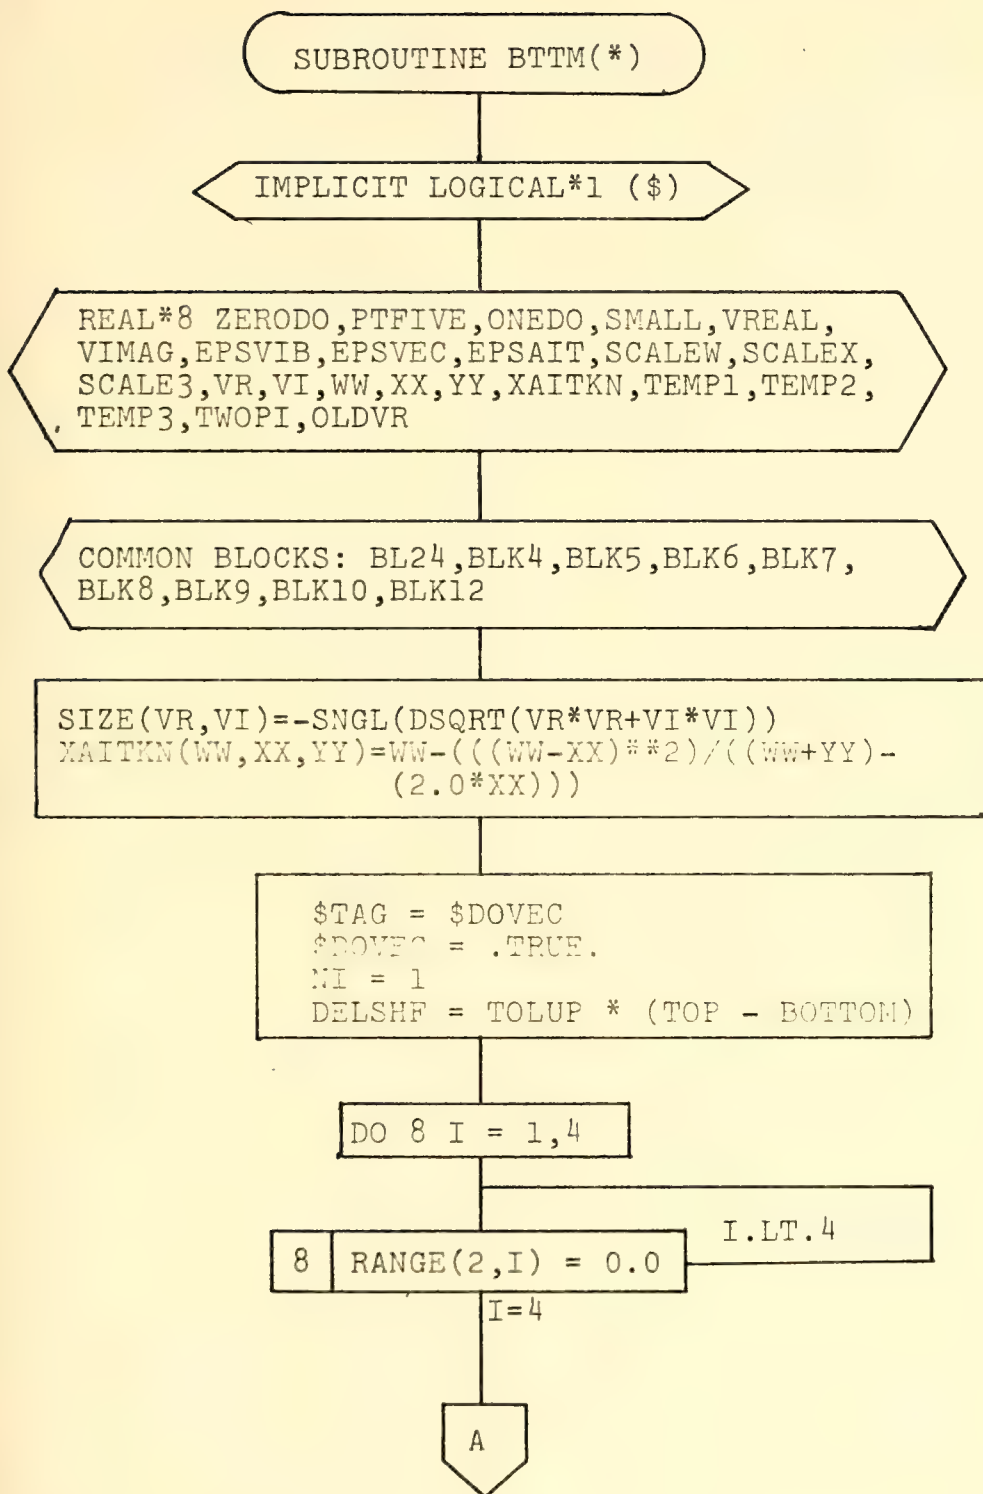 SUBROUTINE BTTM(*)
IMPLICIT LOGICAL*1 ($)
REAL*8 ZERODO,PTFIVE,ONEDO,SMALL,VREAL,
VIMAG,EPSVIB,EPSVEC,EPSAIT,SCALEW,SCALEX,
SCALE3,VR,VI,WW,XX,YY,XAITKN,TEMP1,TEMP2,
TEMP3,TWOPI,OLDVR
COMMON BLOCKS: BL24,BLK4,BLK5,BLK6,BLK7,
BLK8,BLK9,BLK10,BLK12
SIZE(VR,VI)=-SNGL(DSQRT(VR*VR+VI*VI))
XAITKN(WW,XX,YY)=WW-(((WW-XX)**2)/((WW+YY)-
(2.0*XX)))
$TAG = $DOVEC
$DOVEC = .TRUE.
NI = 1
DELSHF = TOLUP * (TOP - BOTTOM)
DO 8 I = 1,4
I.LT.4
8 RANGE(2,I) = 0.0
I=4
A